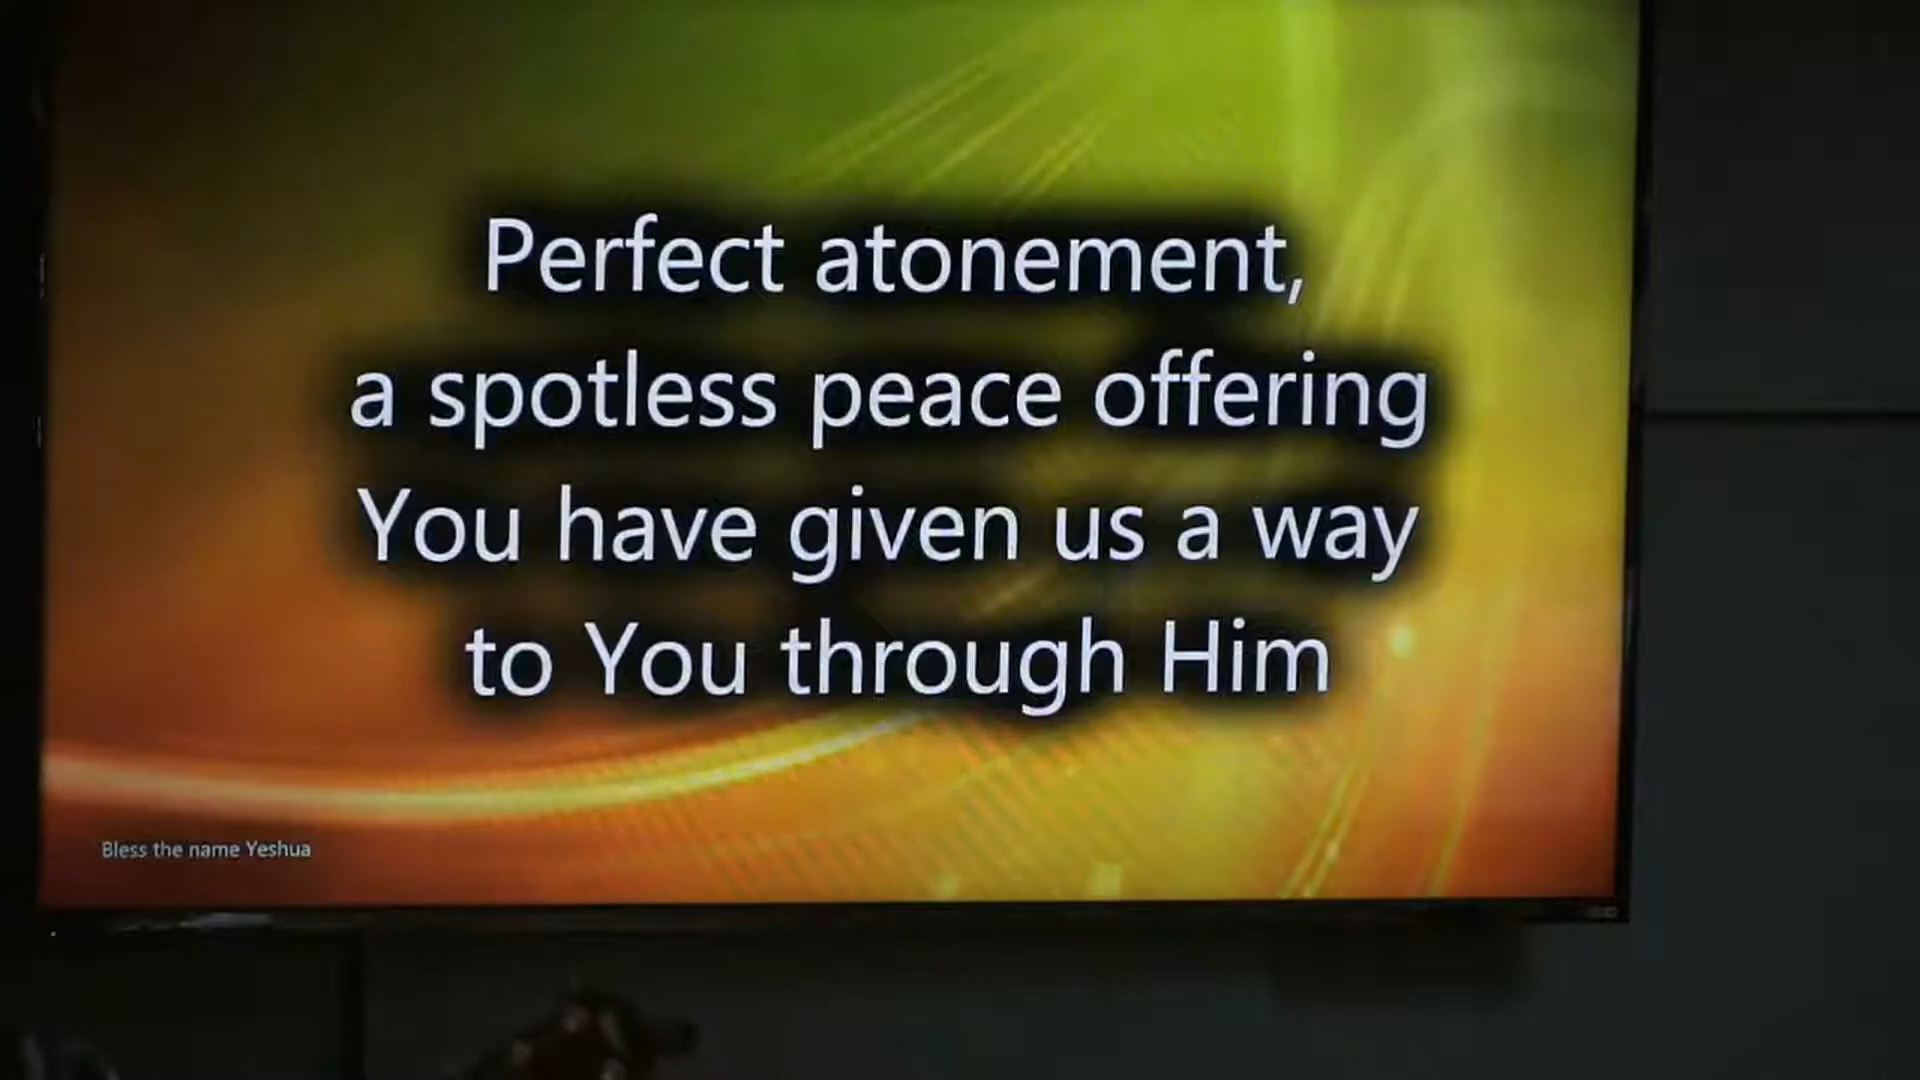 Perfect atonement,
a spotless peace offering
You have given us a way
to You through Him
Bless the name Yeshua